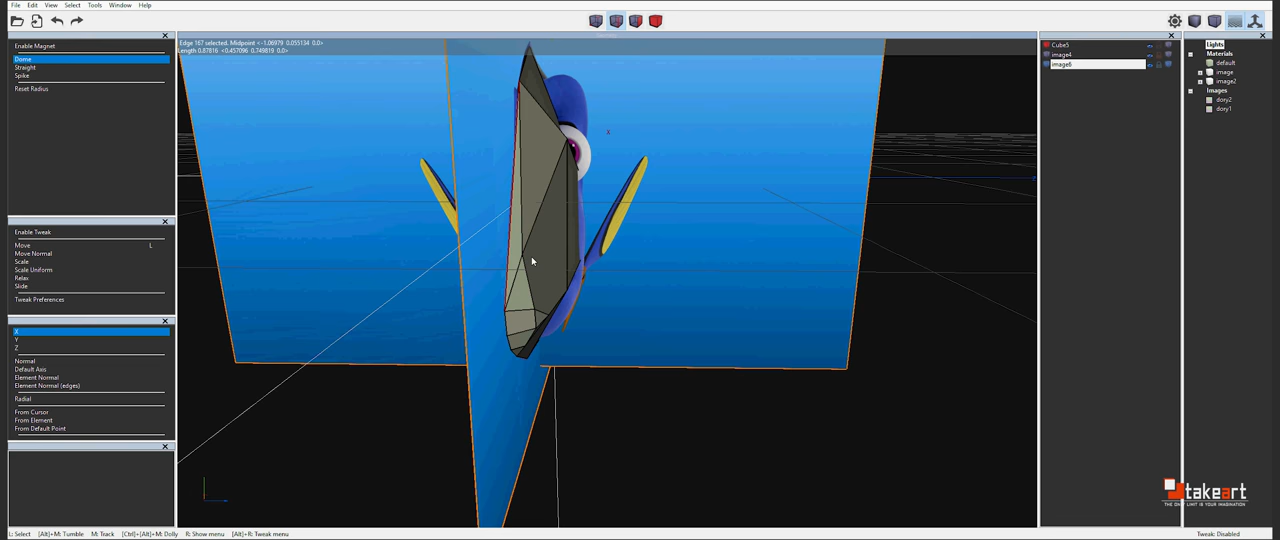 File Edit View Select Tools Window Help
Edge 167 selected. Midpoint <-1.06979 0.055134 0.0>
Length 0.87816 <0.457096 0.749819 0.0>
Enable Magnet
Dome
Straight
Spike
Reset Radius
Enable Tweak
Move L
Move Normal
Scale
Scale Uniform
Relax
Slide
Tweak Preferences
X
Y
Z
Normal
Default Axis
Element Normal
Element Normal (edges)
Radial
From Cursor
From Element
From Default Point
X
Cube5
image4
image6
Lights
Materials
default
image
image2
Images
dory2
dory1
takeart
THE ONLY LIMIT IS YOUR IMAGINATION
L: Select [Alt]+M: Tumble M: Track [Ctrl]+[Alt]+M: Dolly R: Show menu [Alt]+R: Tweak menu Tweak: Disabled